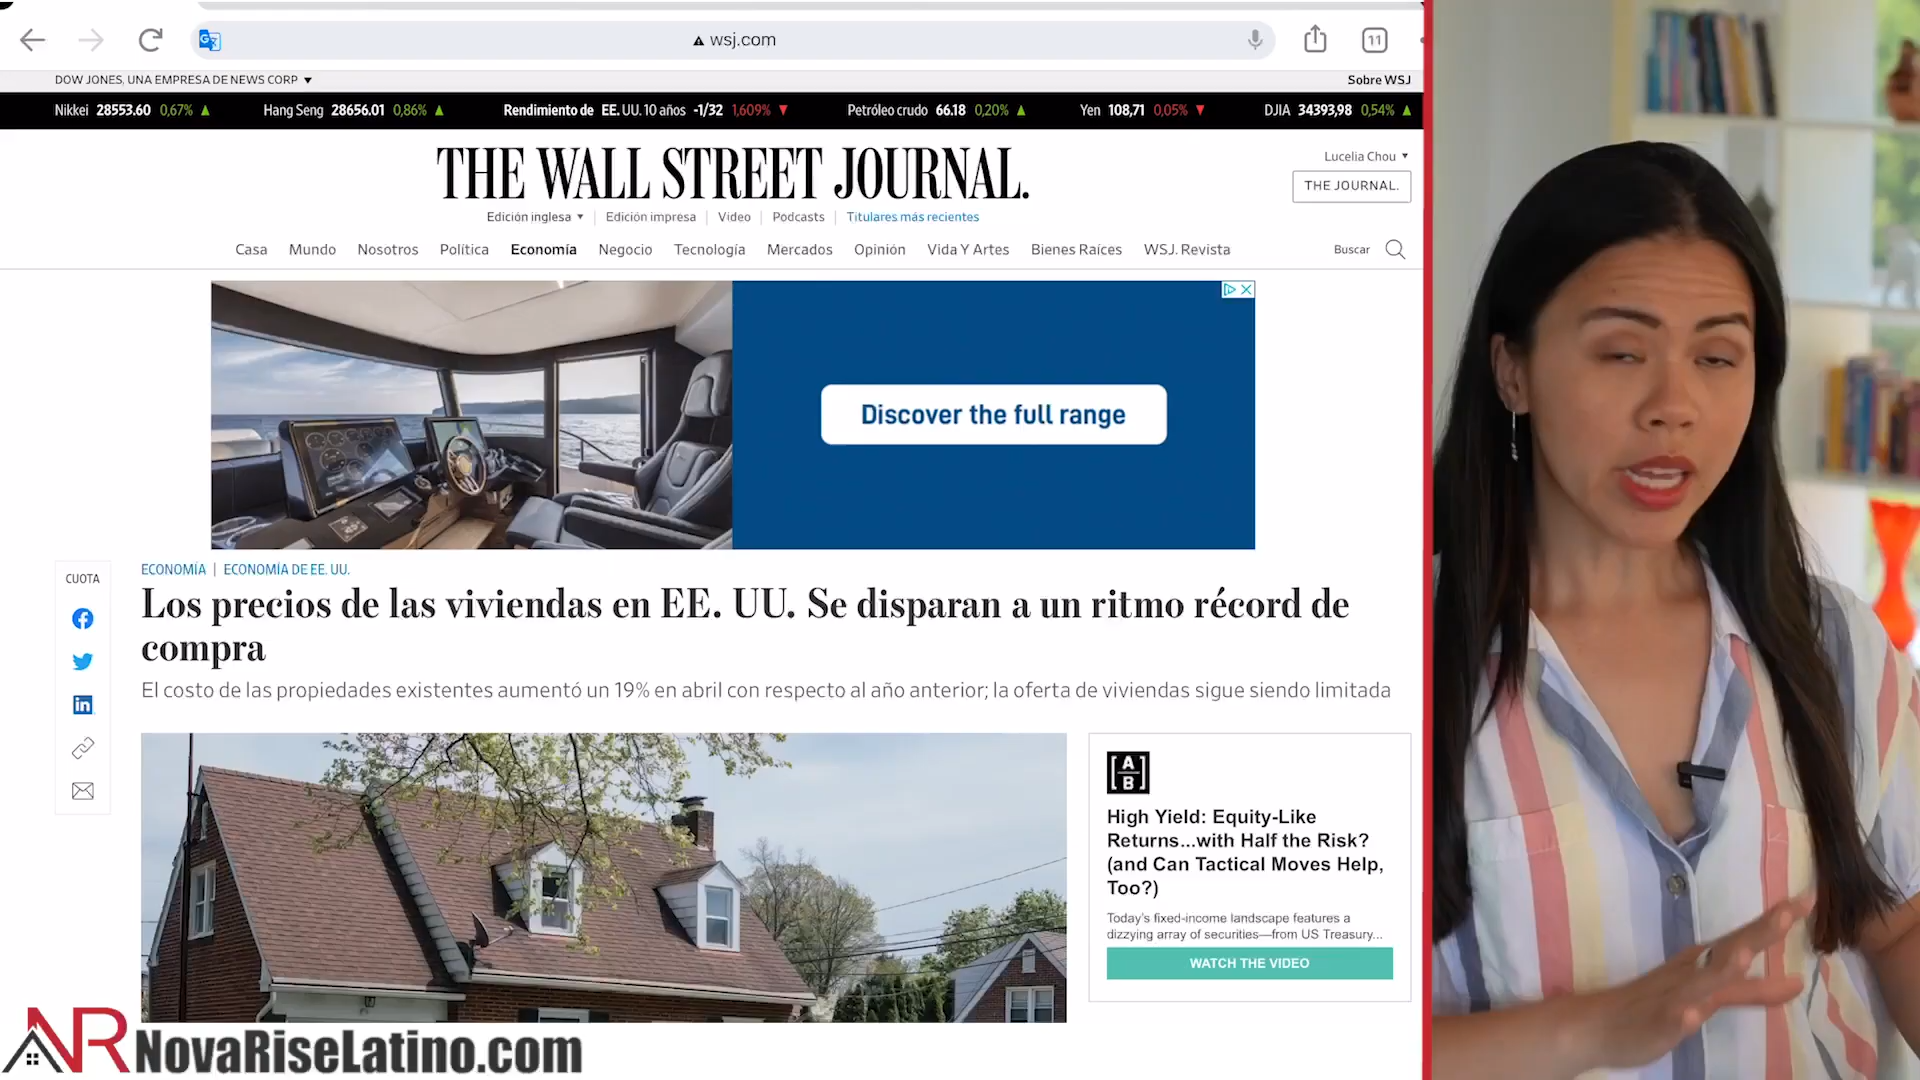 wsj.com
11
DOW JONES, UNA EMPRESA DE NEWS CORP ▼
Sobre WSJ
Nikkei 28553.60 0,67% ▲
Hang Seng 28656.01 0,86% ▲
Rendimiento de EE. UU. 10 años -1/32 1,609% ▼
Petróleo crudo 66.18 0,20% ▲
Yen 108,71 0,05% ▼
DJIA 34393,98 0,54% ▲
THE WALL STREET JOURNAL.
Lucelia Chou ▼
THE JOURNAL.
Edición inglesa ▼ | Edición impresa | Video | Podcasts | Titulares más recientes
Casa Mundo Nosotros Política Economía Negocio Tecnología Mercados Opinión Vida Y Artes Bienes Raíces WSJ. Revista
Buscar
Discover the full range
CUOTA
ECONOMÍA | ECONOMÍA DE EE. UU.
Los precios de las viviendas en EE. UU. Se disparan a un ritmo récord de
compra
El costo de las propiedades existentes aumentó un 19% en abril con respecto al año anterior; la oferta de viviendas sigue siendo limitada
[A/B]
High Yield: Equity-Like
Returns...with Half the Risk?
(and Can Tactical Moves Help,
Too?)
Today's fixed-income landscape features a
dizzying array of securities—from US Treasury...
WATCH THE VIDEO
NR NovaRiseLatino.com